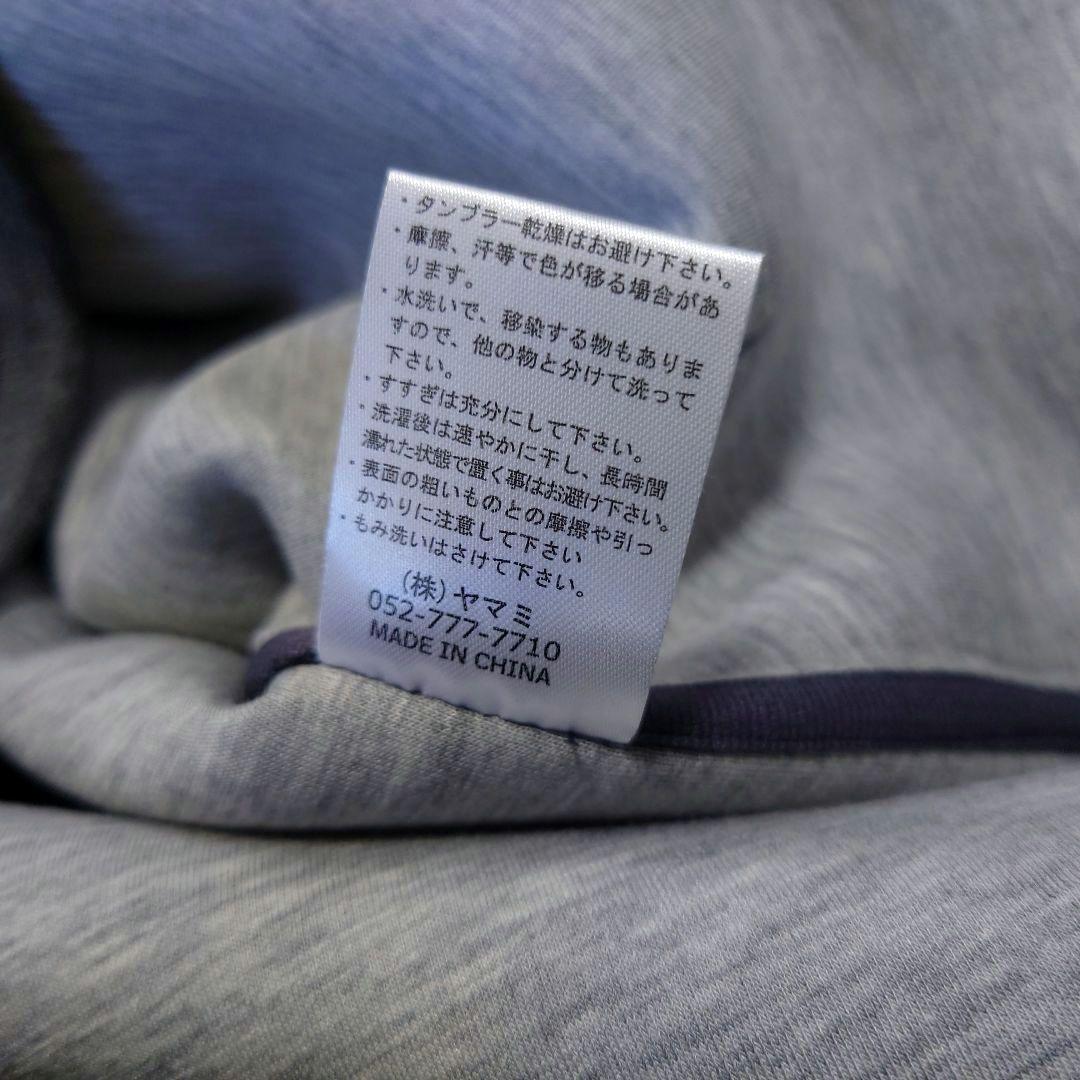 ・タンブラー乾燥はお避け下さい。
・摩擦、汗等で色が移る場合があ
ります。
・水洗いで、移染する物もありま
すので、他の物と分けて洗って
下さい。
・すすぎは充分にして下さい。
・洗濯後は速やかに干し、長時間
濡れた状態で置く事はお避け下さい。
・表面の粗いものとの摩擦や引っ
かかりに注意して下さい
・もみ洗いはさけて下さい。
(株)ヤマミ
052-777-7710
MADE IN CHINA